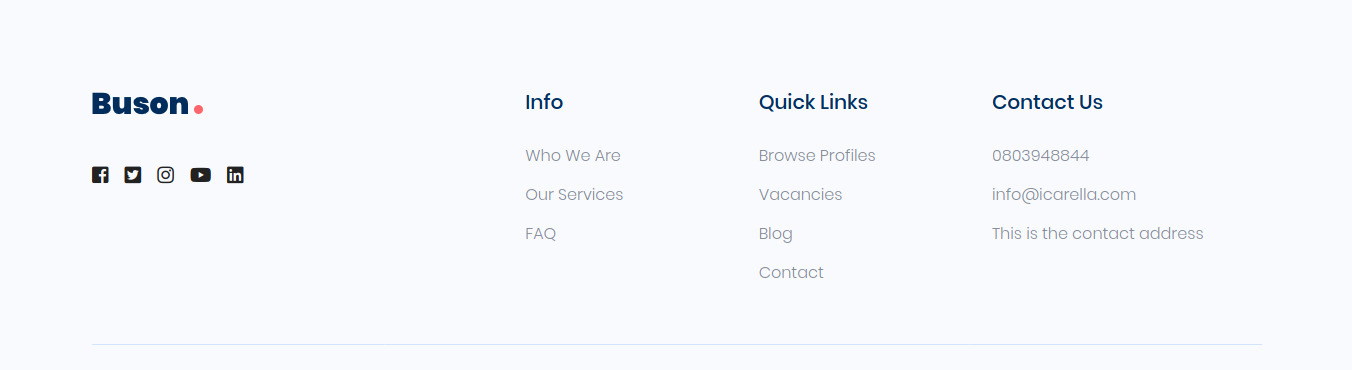 Buson.
Info
Who We Are
Our Services
FAQ
Quick Links
Browse Profiles
Vacancies
Blog
Contact
Contact Us
0803948844
info@icarella.com
This is the contact address